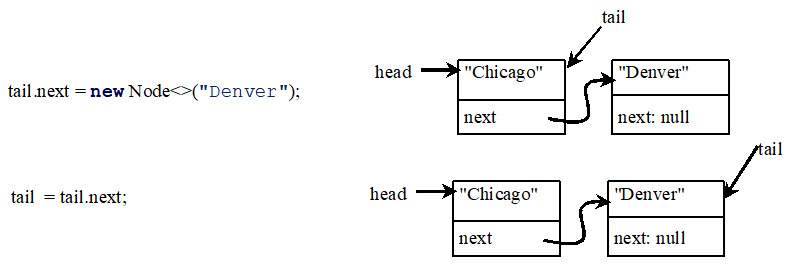 tail
head
"Chicago"
"Denver"
tail.next = new Node<>("Denver");
next
next: null
tail
head
"Chicago"
"Denver"
tail  = tail.next;
next
next: null